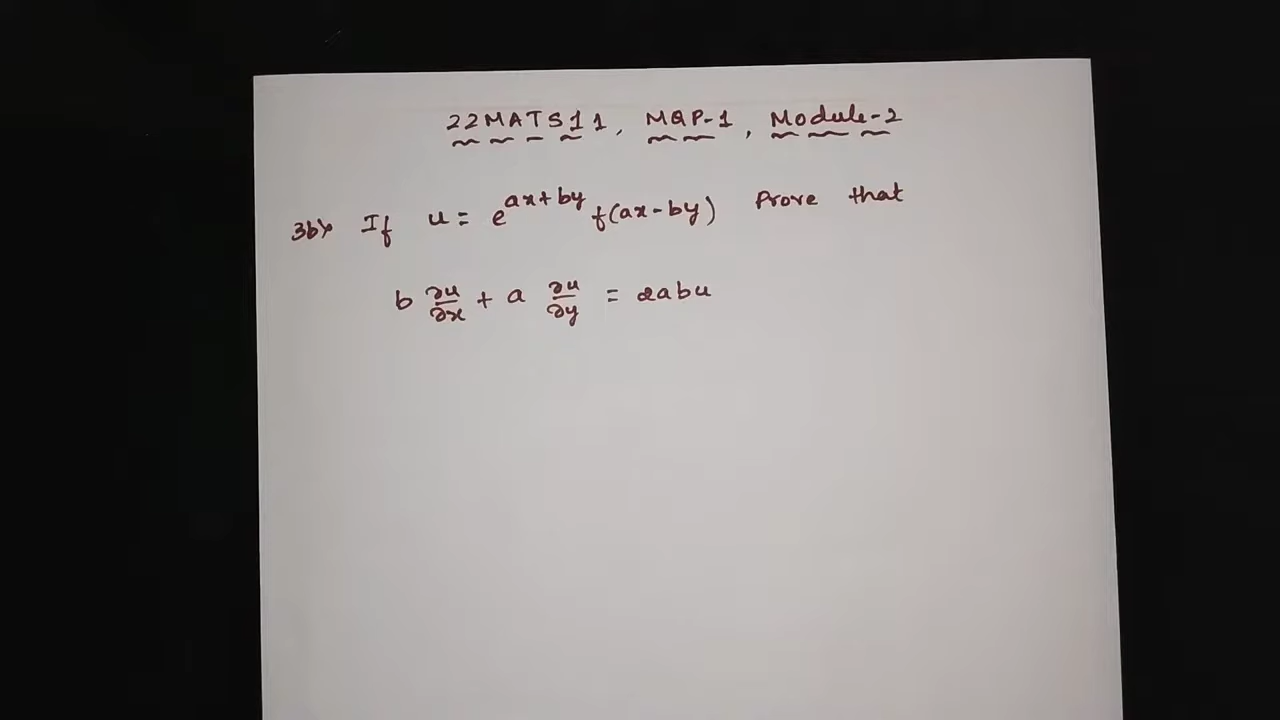 22MATS11, MQP-1, Module-2
3b) If u = e^{ax+by} f(ax-by) Prove that
b ∂u/∂x + a ∂u/∂y = 2abu